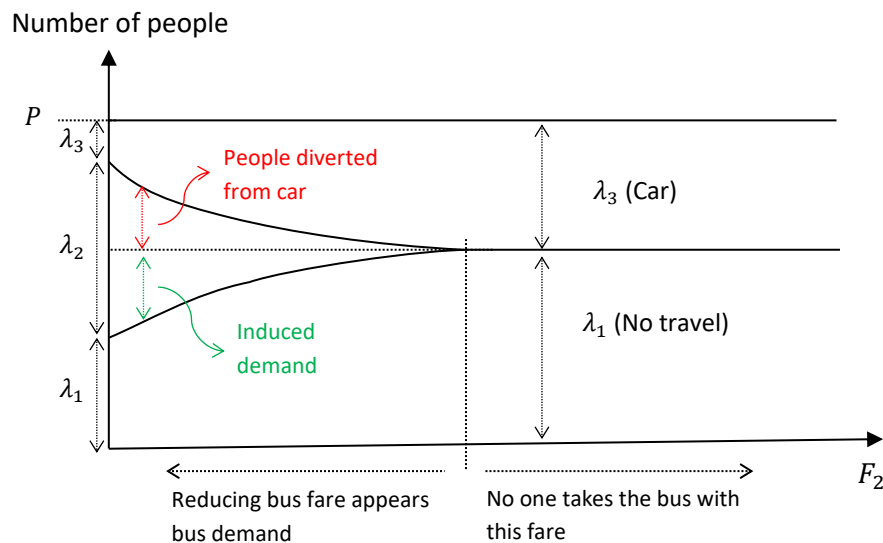 Number of people
P
λ₃
People diverted
from car
λ₃ (Car)
λ₂
λ₁ (No travel)
Induced
demand
λ₁
F₂
Reducing bus fare appears
bus demand
No one takes the bus with
this fare